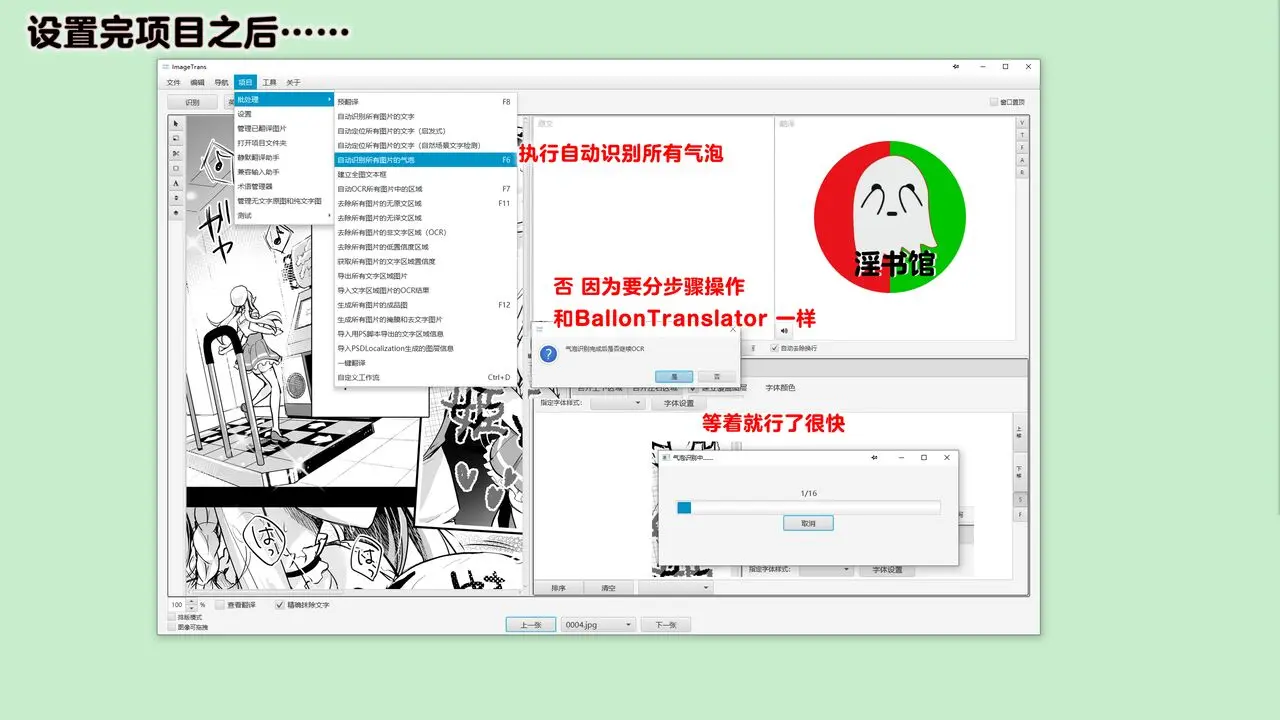 设置完项目之后……
ImageTrans
文件 编辑 导航 项目 工具 关于
识别
窗口置顶
批处理
设置
管理已翻译图片
打开项目文件夹
静默翻译助手
兼容输入助手
术语管理器
管理无文字原图和纯文字图
测试
预翻译 F8
自动识别所有图片的文字
自动定位所有图片的文字（启发式）
自动定位所有图片的文字（自然场景文字检测）
自动识别所有图片的气泡 F6
建立全图文本框
自动OCR所有图片中的区域 F7
去除所有图片的无原文区域 F11
去除所有图片的无译文区域
去除所有图片的非文字区域（OCR）
去除所有图片的低置信度区域
获取所有图片的文字区域置信度
导出所有文字区域图片
导入文字区域图片的OCR结果
生成所有图片的成品图 F12
生成所有图片的掩膜和去文字图片
导入用PS脚本导出的文字区域信息
导入PSDLocalization生成的图层信息
一键翻译
自定义工作流 Ctrl+D
原文
翻译
V
T
F
A
R
执行自动识别所有气泡
淫书馆
否 因为要分步骤操作
和BallonTranslator 一样
气泡识别完成后是否继续OCR
是 否
自动去除换行
字体颜色
指定字体样式: 字体设置
等着就行了很快
气泡识别中......
1/16
取消
指定字体样式: 字体设置
上移
下移
S
F
ガ
はっ
はっ
排序 清空
100 % 查看翻译 精确抹除文字
排版模式
图像可拖拽
上一张 0004.jpg 下一张